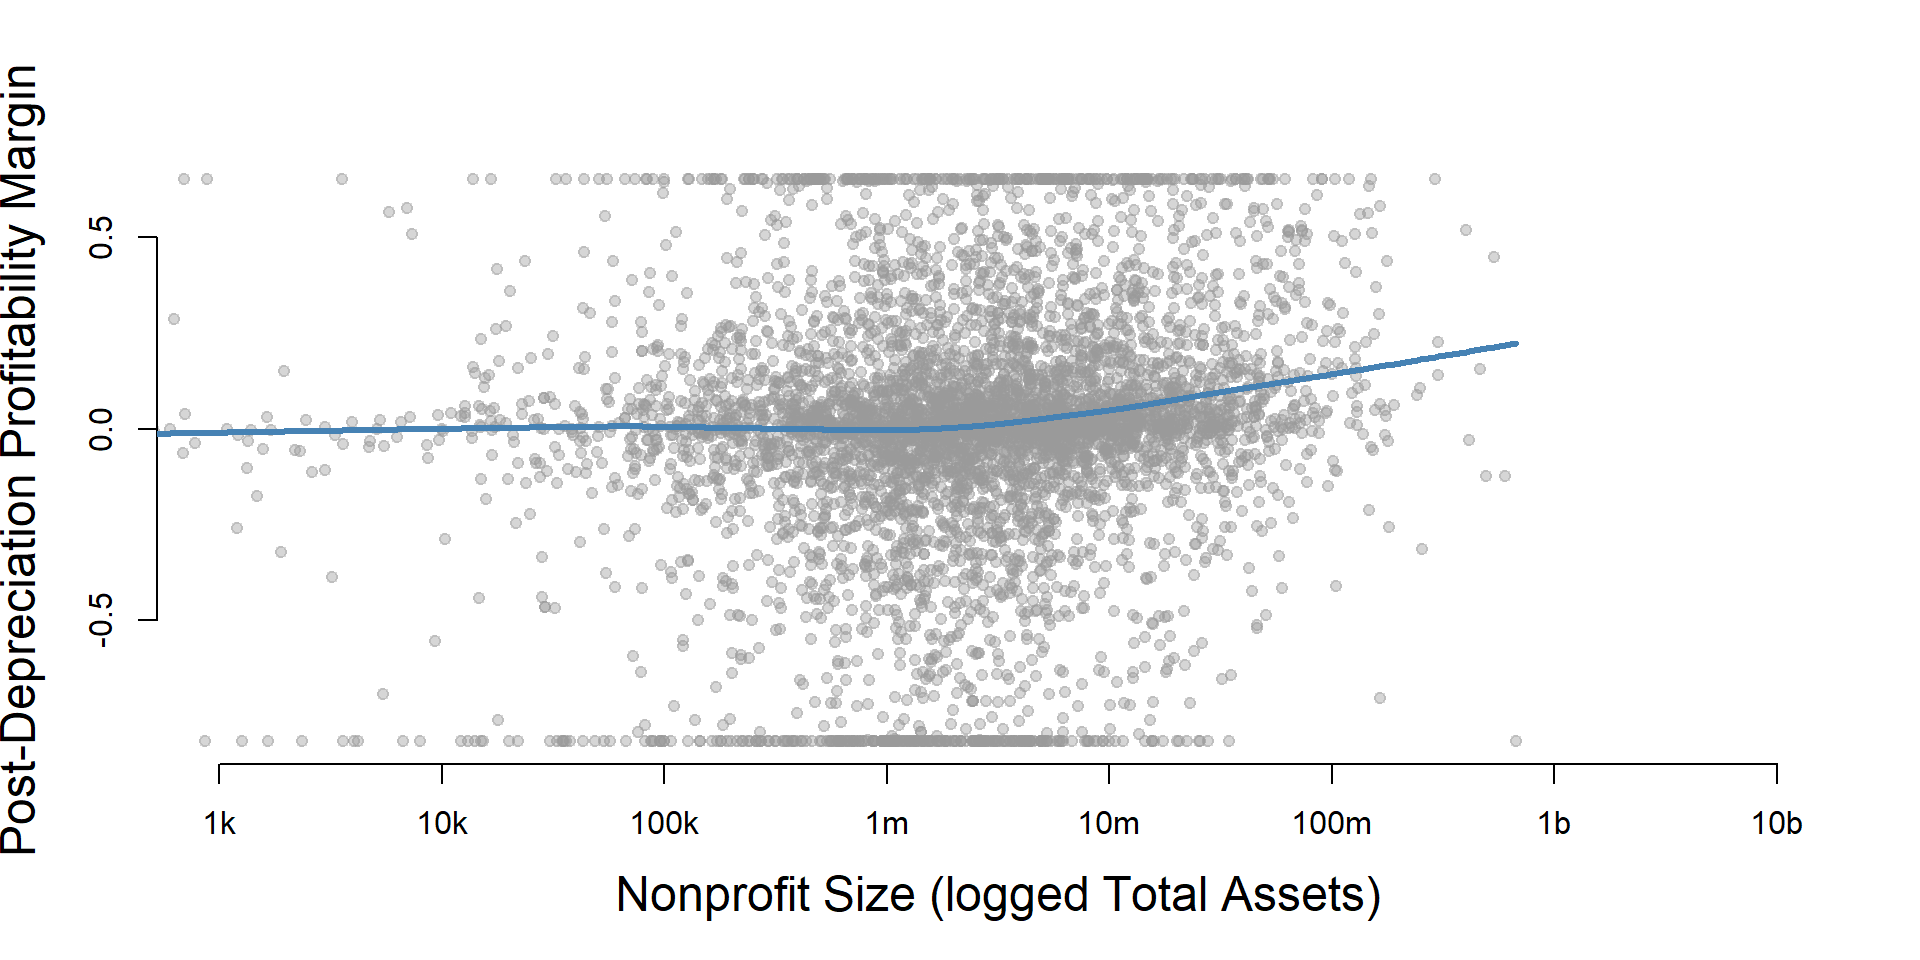 Post-Depreciation Profitability Margin
0.5
0.0
-0.5
1k 10k 100k 1m 10m 100m 1b 10b
Nonprofit Size (logged Total Assets)